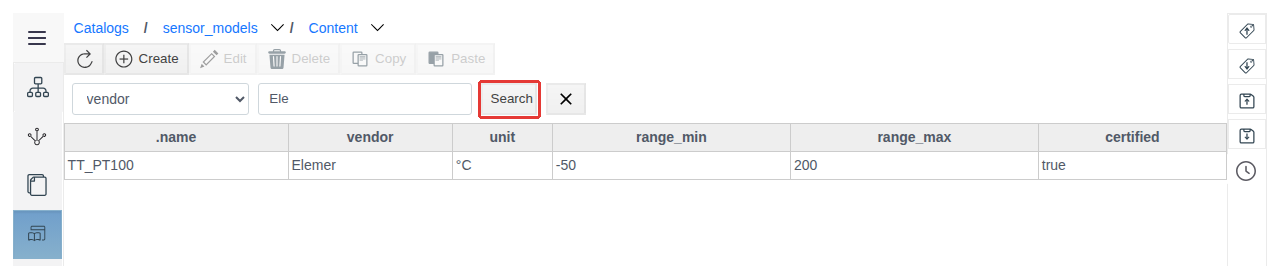 Catalogs / sensor_models / Content
Create Edit Delete Copy Paste
vendor Ele Search
.name vendor unit range_min range_max certified
TT_PT100 Elemer °C -50 200 true